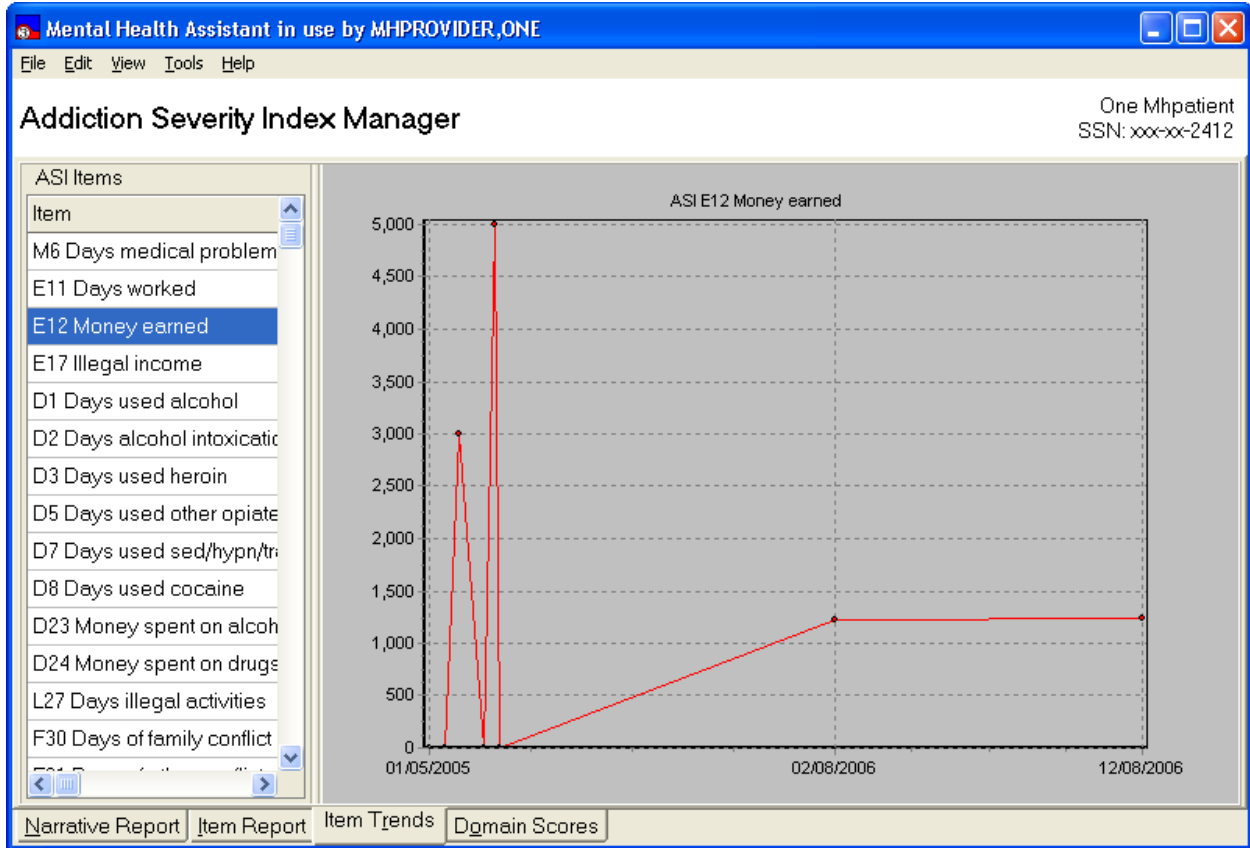 Mental Health Assistant in use by MHPROVIDER,ONE
File Edit View Tools Help
Addiction Severity Index Manager
One Mhpatient
SSN: xxx-xx-2412
ASI Items
Item
M6 Days medical problem
E11 Days worked
E12 Money earned
E17 Illegal income
D1 Days used alcohol
D2 Days alcohol intoxicatio
D3 Days used heroin
D5 Days used other opiate
D7 Days used sed/hypn/tr
D8 Days used cocaine
D23 Money spent on alcoh
D24 Money spent on drugs
L27 Days illegal activities
F30 Days of family conflict
ASI E12 Money earned
5,000
4,500
4,000
3,500
3,000
2,500
2,000
1,500
1,000
500
0
01/05/2005 02/08/2006 12/08/2006
Narrative Report Item Report Item Trends Domain Scores